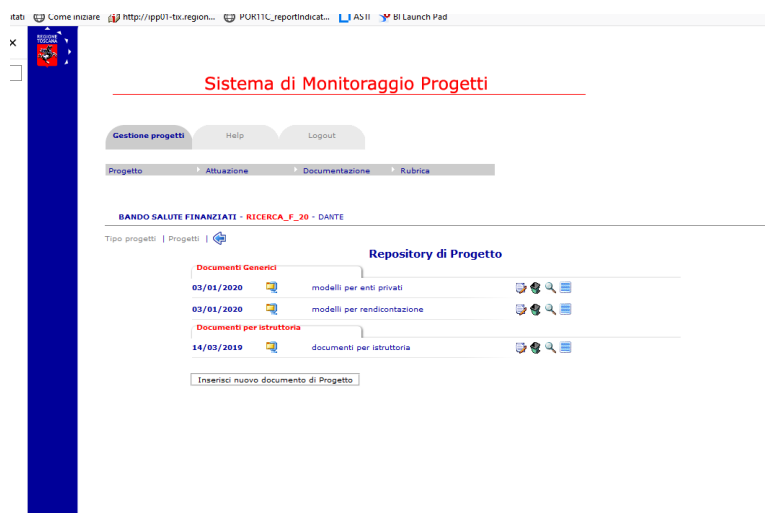 itati Come iniziare http://ipp01-tix.region... POR11C_reportIndicat... ASTI BI Launch Pad
REGIONE
TOSCANA
Sistema di Monitoraggio Progetti
Gestione progetti Help Logout
Progetto Attuazione Documentazione Rubrica
BANDO SALUTE FINANZIATI - RICERCA_F_20 - DANTE
Tipo progetti | Progetti |
Repository di Progetto
Documenti Generici
03/01/2020 modelli per enti privati
03/01/2020 modelli per rendicontazione
Documenti per istruttoria
14/03/2019 documenti per istruttoria
Inserisci nuovo documento di Progetto